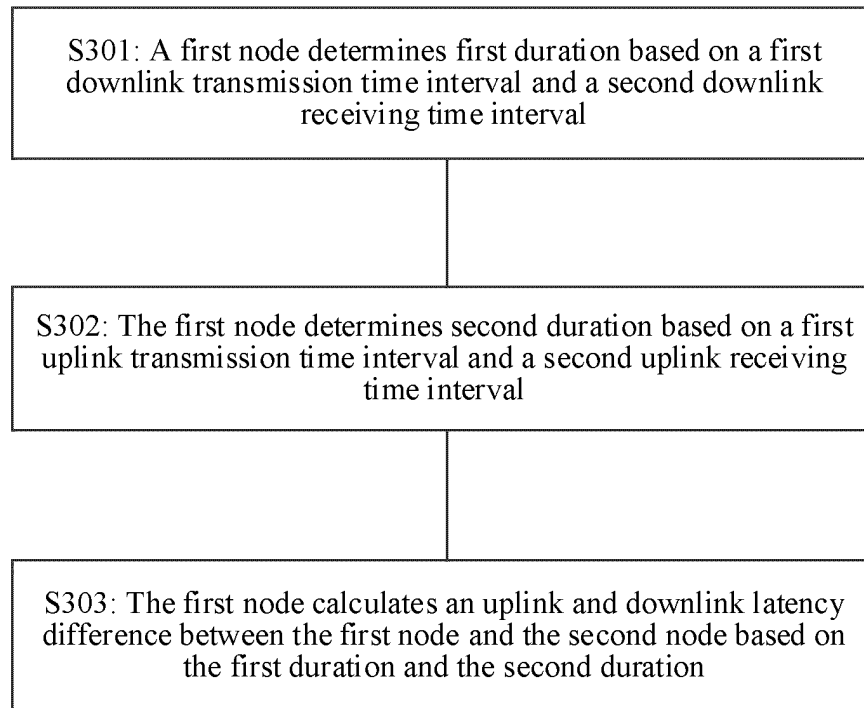 S301: A first node determines first duration based on a first
downlink transmission time interval and a second downlink
receiving time interval
S302: The first node determines second duration based on a first
uplink transmission time interval and a second uplink receiving
time interval
S303: The first node calculates an uplink and downlink latency
difference between the first node and the second node based on
the first duration and the second duration